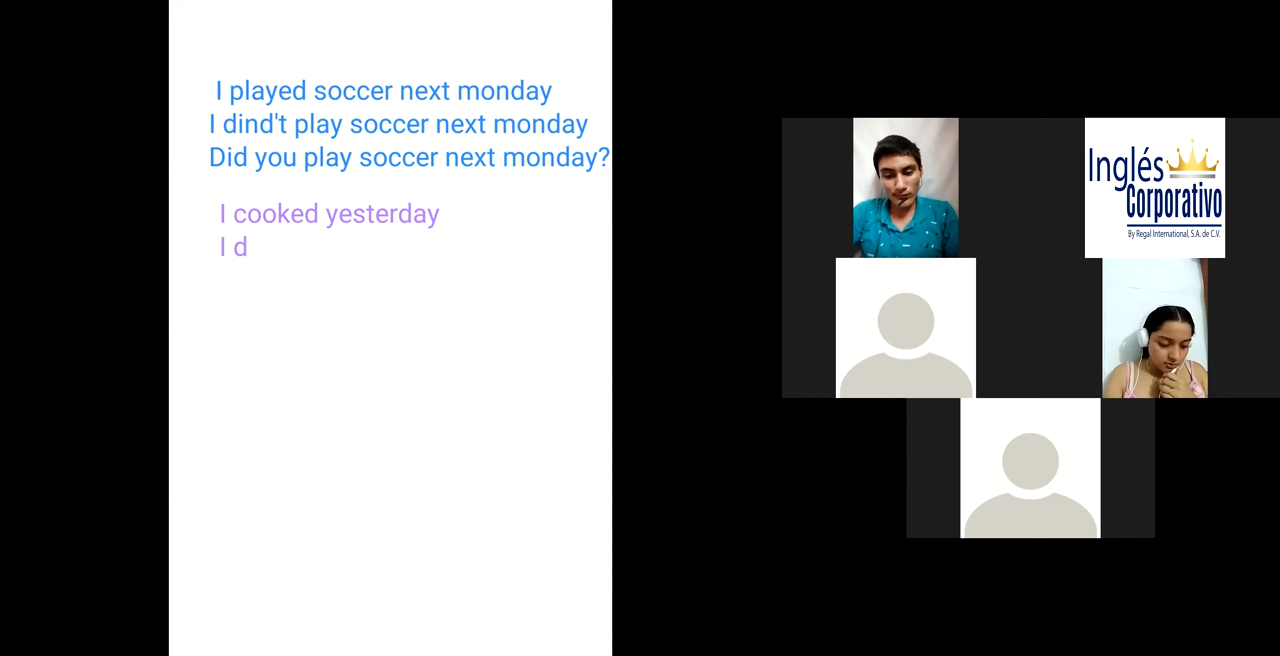 I played soccer next monday
I dind't play soccer next monday
Did you play soccer next monday?
I cooked yesterday
I d
Inglés
Corporativo
By Regal International, S.A. de C.V.